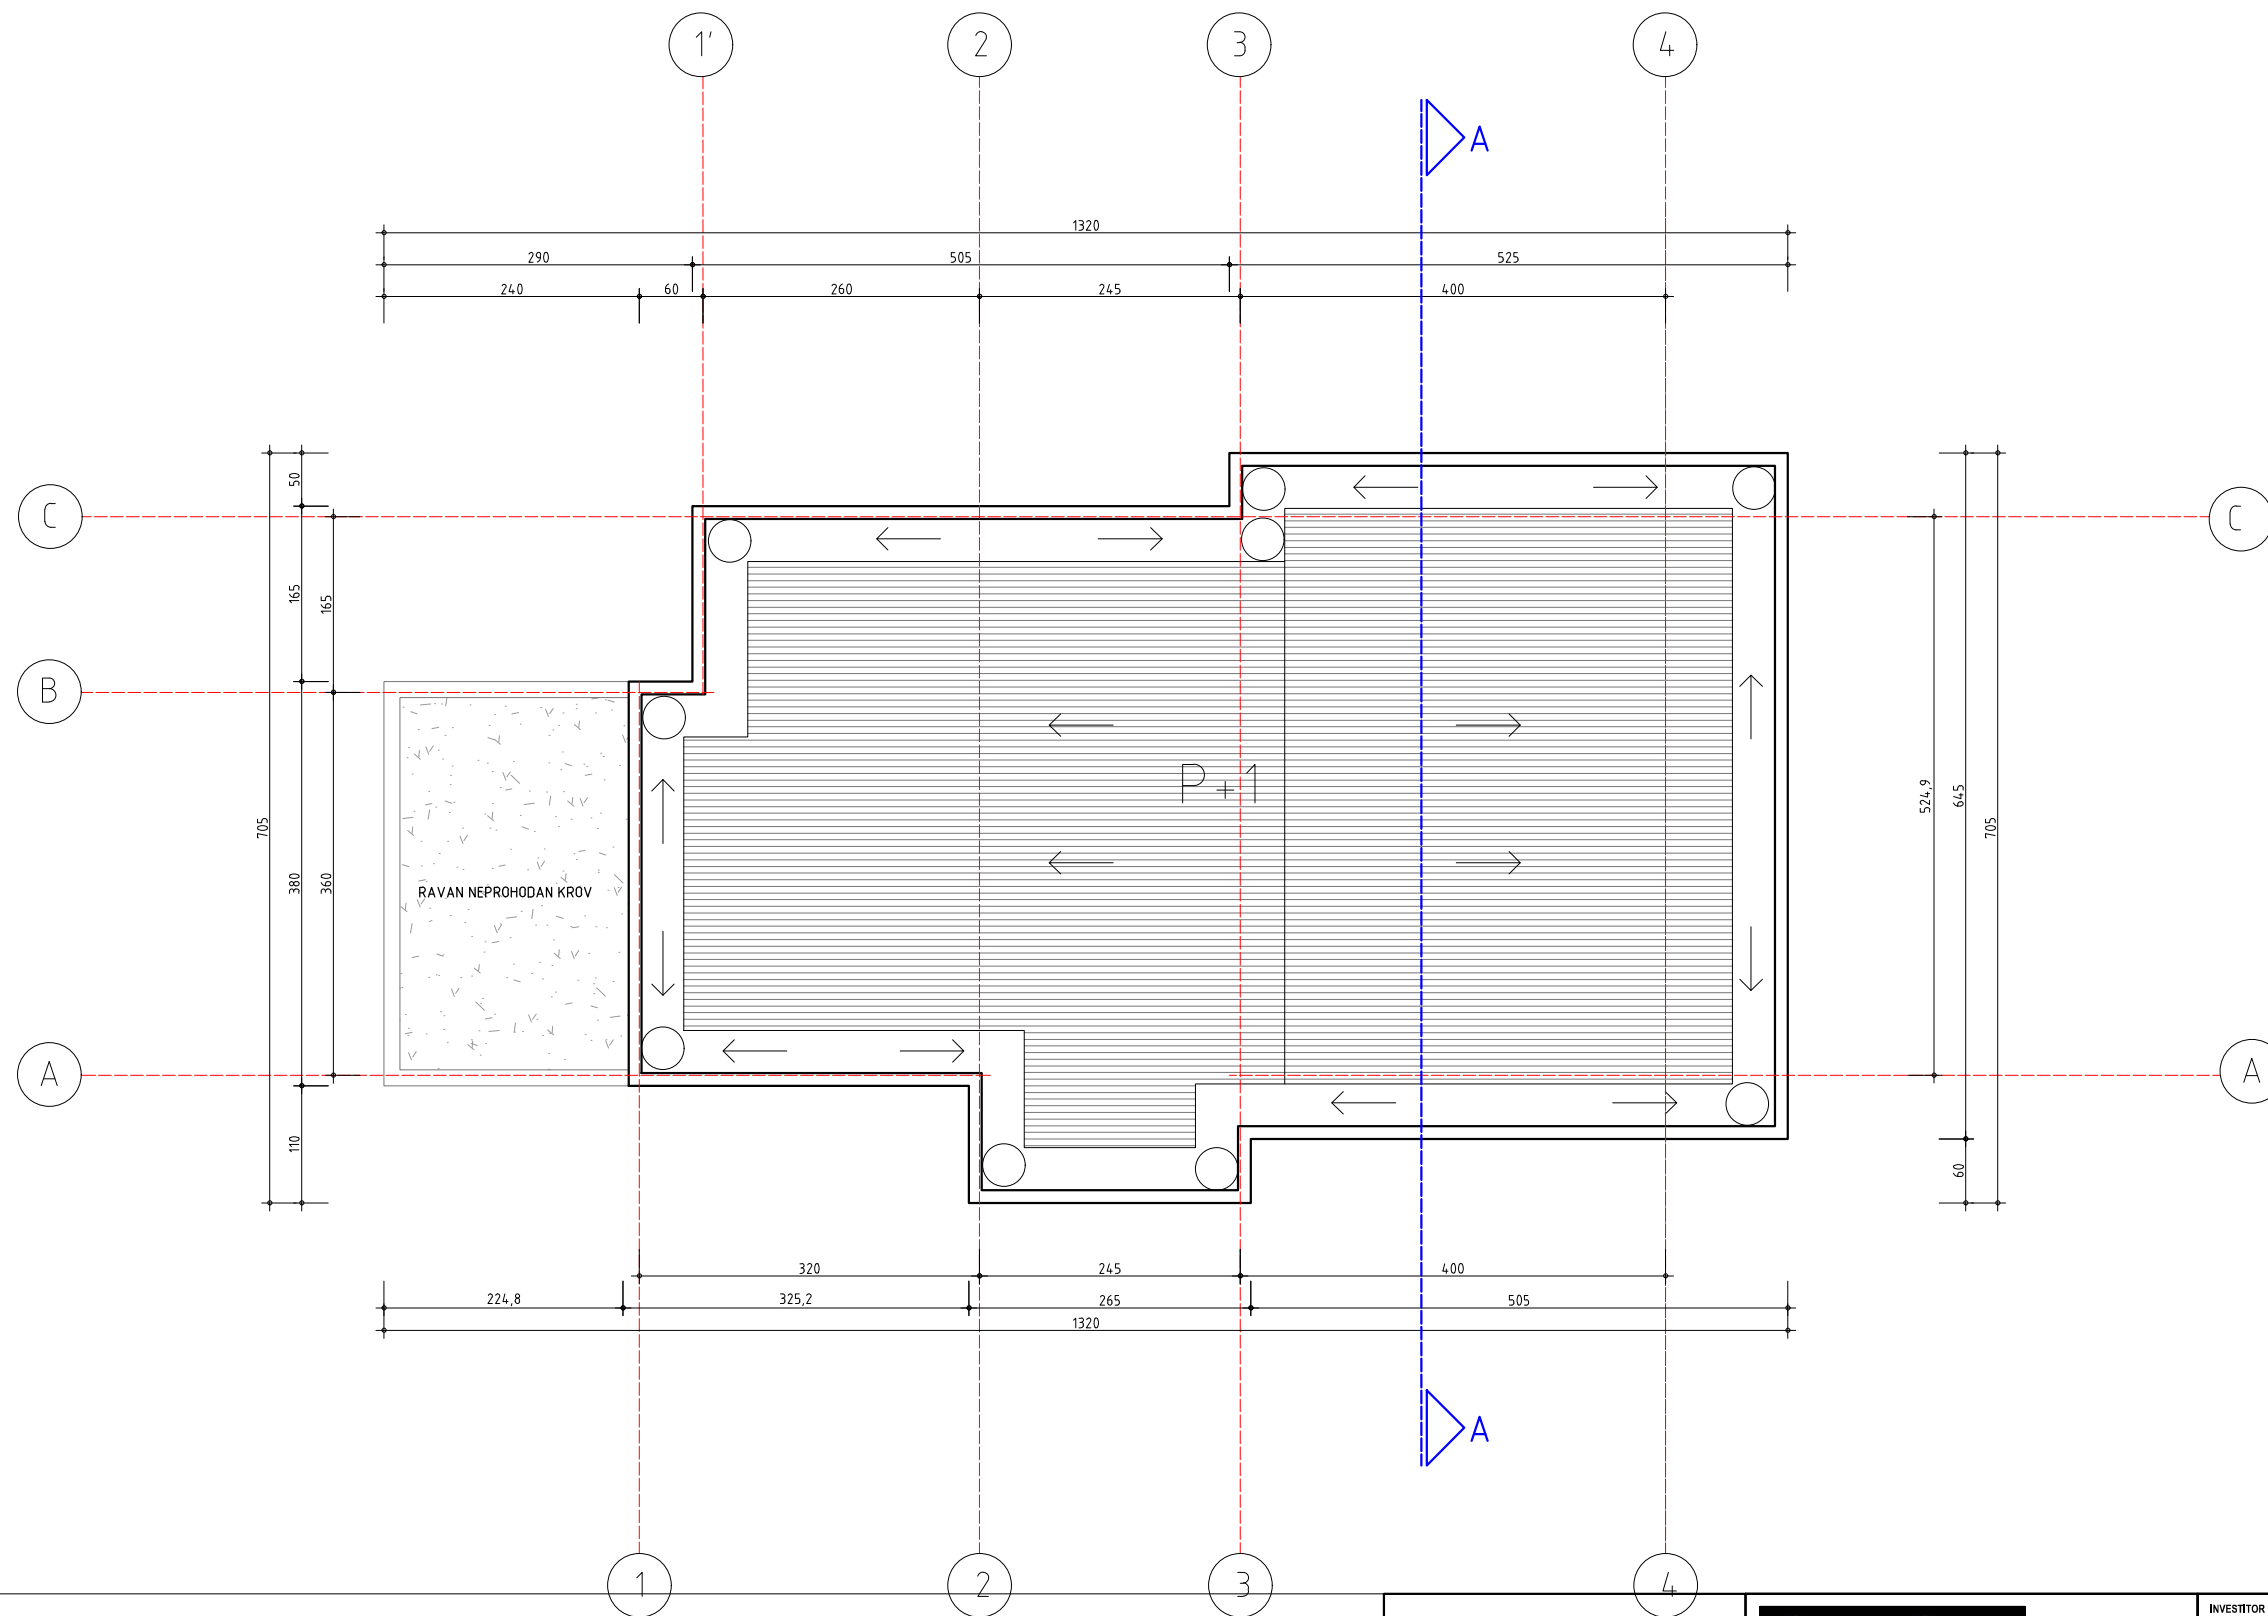 1' 2 3 4
A
1320
290 505 525
240 60 260 245 400
50
C C
165 165
B
P+1
524,9 645
705 705
380 360
RAVAN NEPROHODAN KROV
A A
110 60
320 245 400
224,8 325,2 265 505
1320
A
1 2 3 4
INVESTITOR